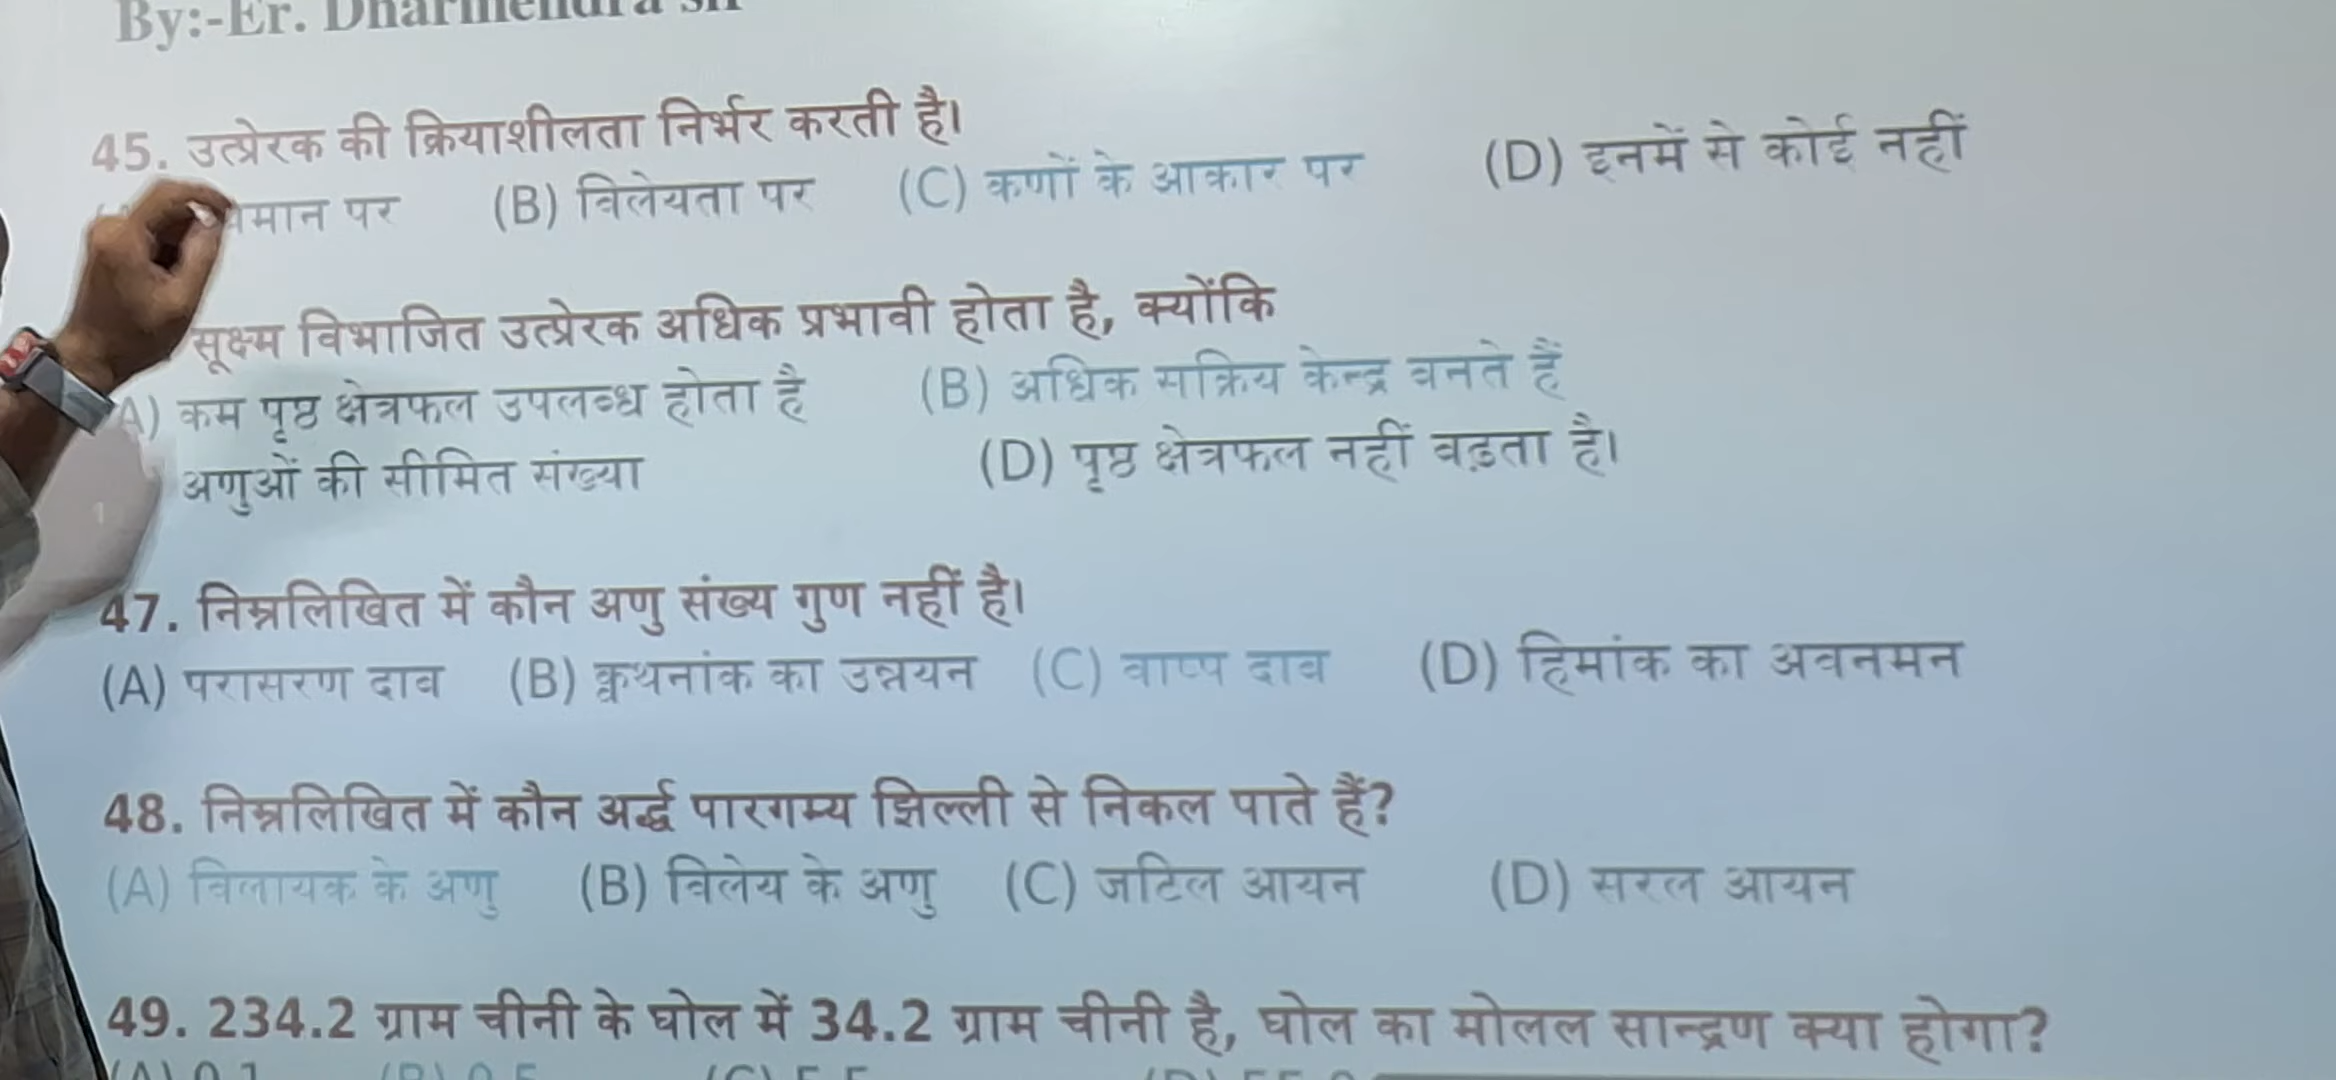 By:-Er. Dharmendra sir
45. उत्प्रेरक की क्रियाशीलता निर्भर करती है।
पर (B) विलेयता पर (C) कणों के आकार पर (D) इनमें से कोई नहीं
सूक्ष्म विभाजित उत्प्रेरक अधिक प्रभावी होता है, क्योंकि
A) कम पृष्ठ क्षेत्रफल उपलब्ध होता है (B) अधिक सक्रिय केन्द्र बनते हैं
अणुओं की सीमित संख्या (D) पृष्ठ क्षेत्रफल नहीं बढ़ता है।
47. निम्नलिखित में कौन अणु संख्य गुण नहीं है।
(A) परासरण दाब (B) क्वथनांक का उन्नयन (C) वाष्प दाब (D) हिमांक का अवनमन
48. निम्नलिखित में कौन अर्द्ध पारगम्य झिल्ली से निकल पाते हैं?
(A) विलायक के अणु (B) विलेय के अणु (C) जटिल आयन (D) सरल आयन
49. 234.2 ग्राम चीनी के घोल में 34.2 ग्राम चीनी है, घोल का मोलल सान्द्रण क्या होगा?